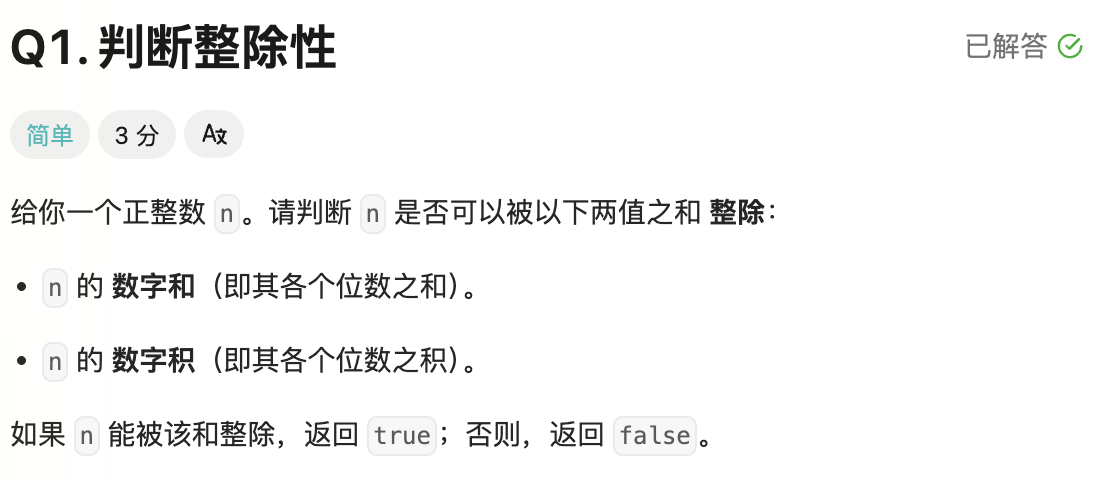 Q1. 判断整除性
已解答
简单 3 分
给你一个正整数 n。请判断 n 是否可以被以下两值之和 整除：
• n 的 数字和（即其各个位数之和）。
• n 的 数字积（即其各个位数之积）。
如果 n 能被该和整除，返回 true；否则，返回 false。